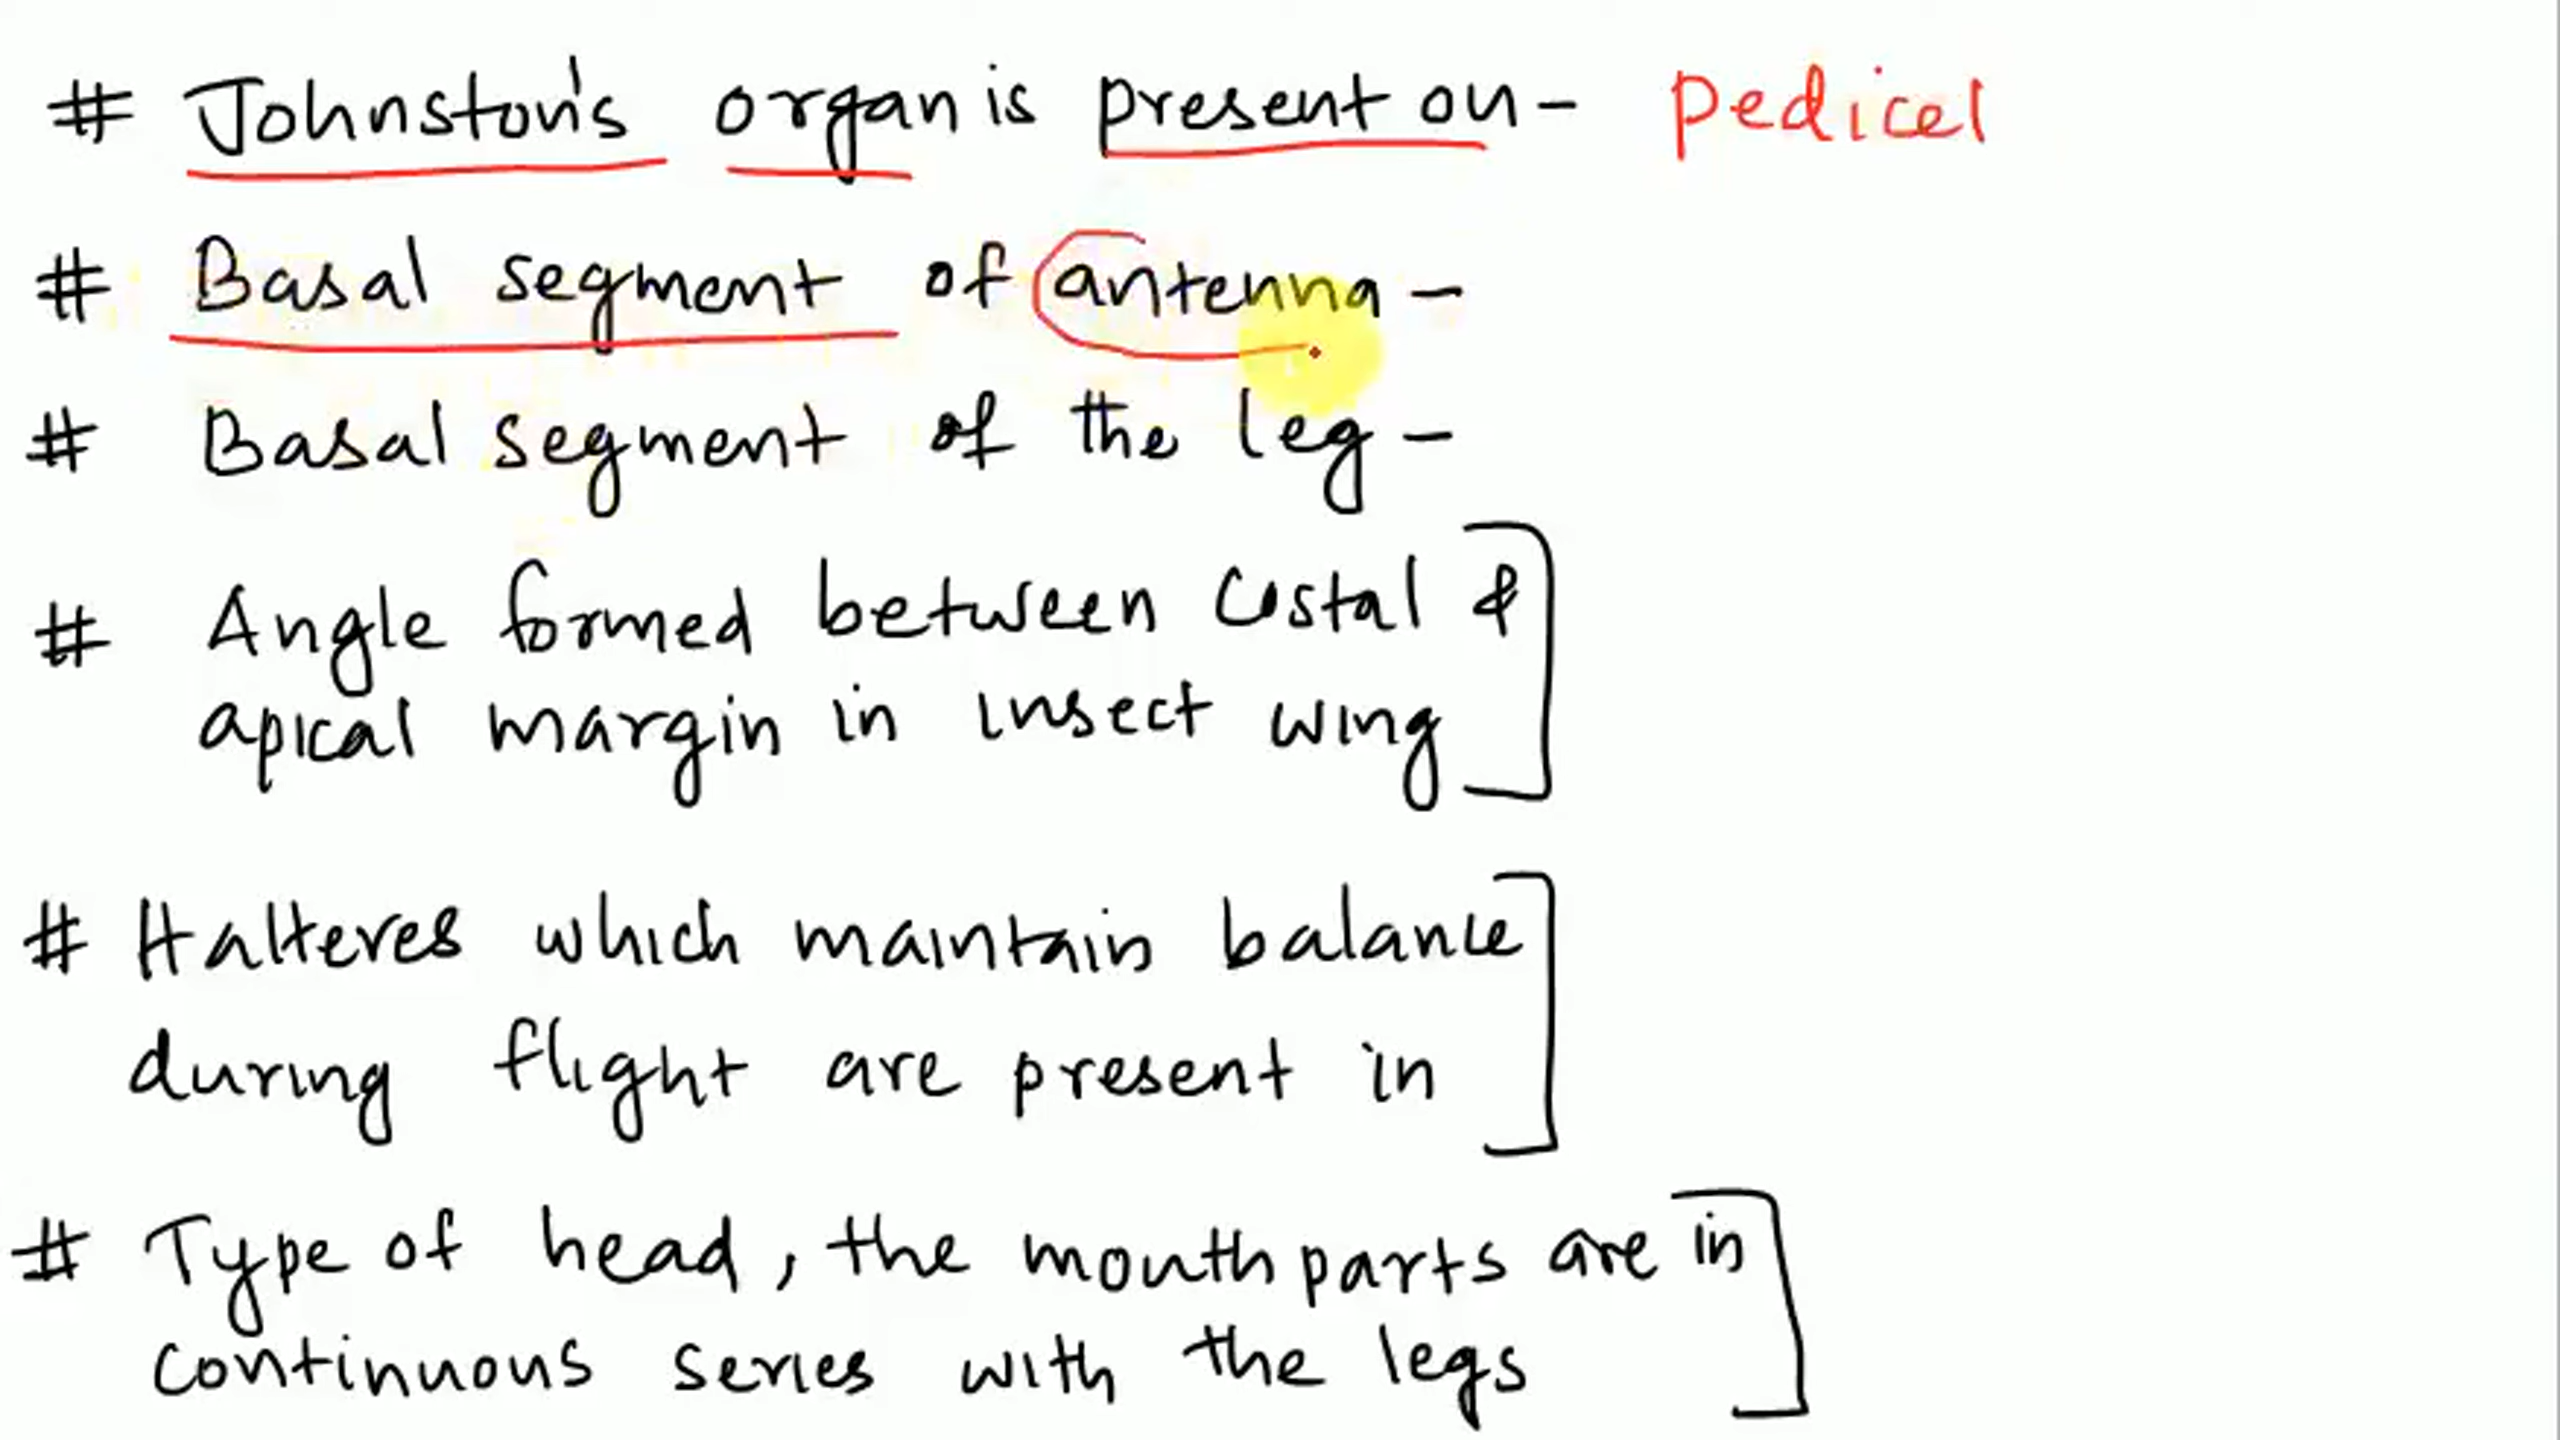 # Johnston's organ is present on - Pedicel
# Basal segment of antenna -
# Basal segment of the leg -
# Angle formed between Costal &
apical margin in insect wing
# Halteres which maintain balance
during flight are present in
# Type of head, the mouth parts are in
continuous series with the legs